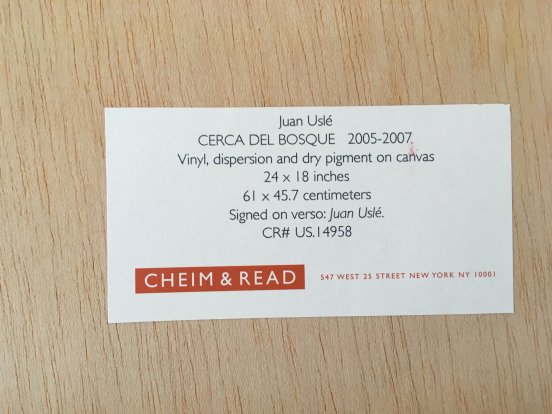 Juan Uslé
CERCA DEL BOSQUE 2005-2007
Vinyl, dispersion and dry pigment on canvas
24 x 18 inches
61 x 45.7 centimeters
Signed on verso: Juan Uslé.
CR# US.14958
CHEIM & READ 547 WEST 25 STREET NEW YORK NY 10001